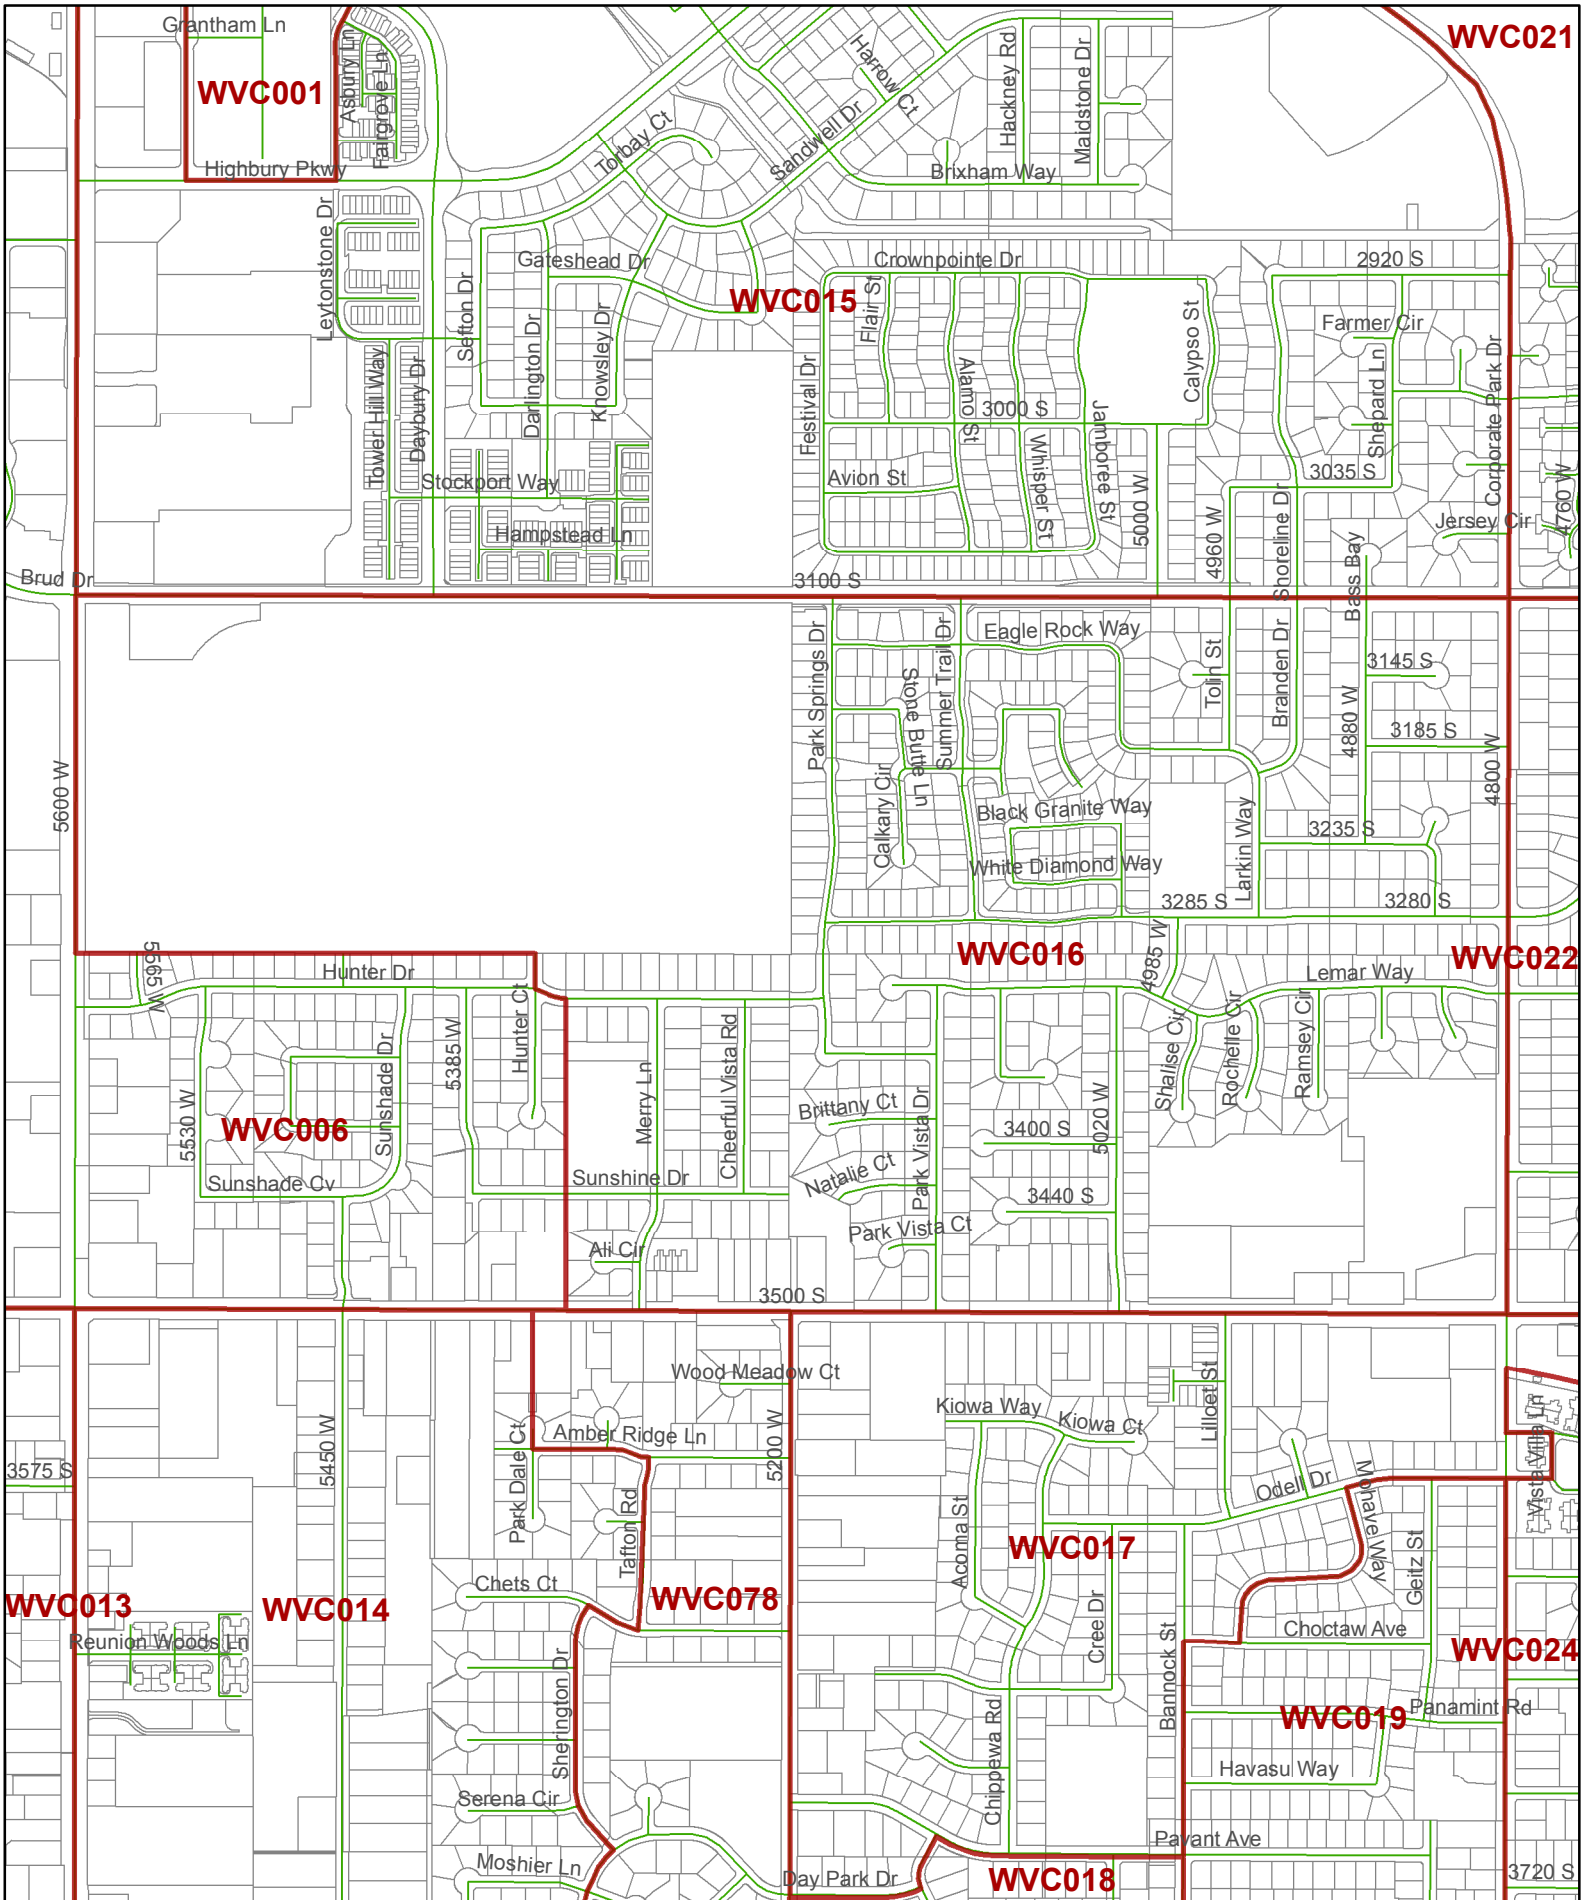 Grantham Ln
WVC001
Asbury Ln
Fairgrove Ln
Highbury Pkwy
WVC021
Harrow Ct
Hackney Rd
Maidstone Dr
Torbay Ct
Sandwell Dr
Brixham Way
Leytonstone Dr
Sefton Dr
Gateshead Dr
Darlington Dr
Knowsley Dr
WVC015
Crownpointe Dr
2920 S
Flair St
Festival Dr
Alamo St
Calypso St
Farmer Cir
Shepard Ln
Corporate Park Dr
Tower Hill Way
Daybury Dr
3000 S
Whisper St
Jamboree St
Stockport Way
Avion St
5000 W
4960 W
Shoreline Dr
3035 S
Jersey Cir
4760 W
Hampstead Ln
Bass Bay
Brud Dr
3100 S
Park Springs Dr
Summer Trail Dr
Eagle Rock Way
Stone Butte Ln
Tolin St
Branden Dr
3145 S
4880 W
3185 S
4800 W
5600 W
Calkary Cir
Black Granite Way
White Diamond Way
Larkin Way
3235 S
3285 S
3280 S
WVC016
4985 W
WVC022
5565 W
Hunter Dr
Lemar Way
Hunter Ct
5385 W
Sunshade Dr
5530 W
WVC006
Merry Ln
Cheerful Vista Rd
Shalise Cir
Rochelle Cir
Ramsey Cir
Brittany Ct
Park Vista Dr
3400 S
5020 W
Sunshade Cv
Sunshine Dr
Natalie Ct
3440 S
Park Vista Ct
Ali Cir
3500 S
Wood Meadow Ct
Kiowa Way
Kiowa Ct
Lillooet St
Vista Villa Ln
3575 S
5450 W
Park Dale Ct
Amber Ridge Ln
5200 W
Odell Dr
Mohave Way
Tafton Rd
Acoma St
WVC017
Geitz St
WVC013
WVC014
Chets Ct
WVC078
Cree Dr
Bannock St
Choctaw Ave
Reunion Woods Ln
WVC024
Sherington Dr
Chippewa Rd
WVC019
Panamint Rd
Havasu Way
Serena Cir
Moshier Ln
Pavant Ave
Day Park Dr
WVC018
3720 S